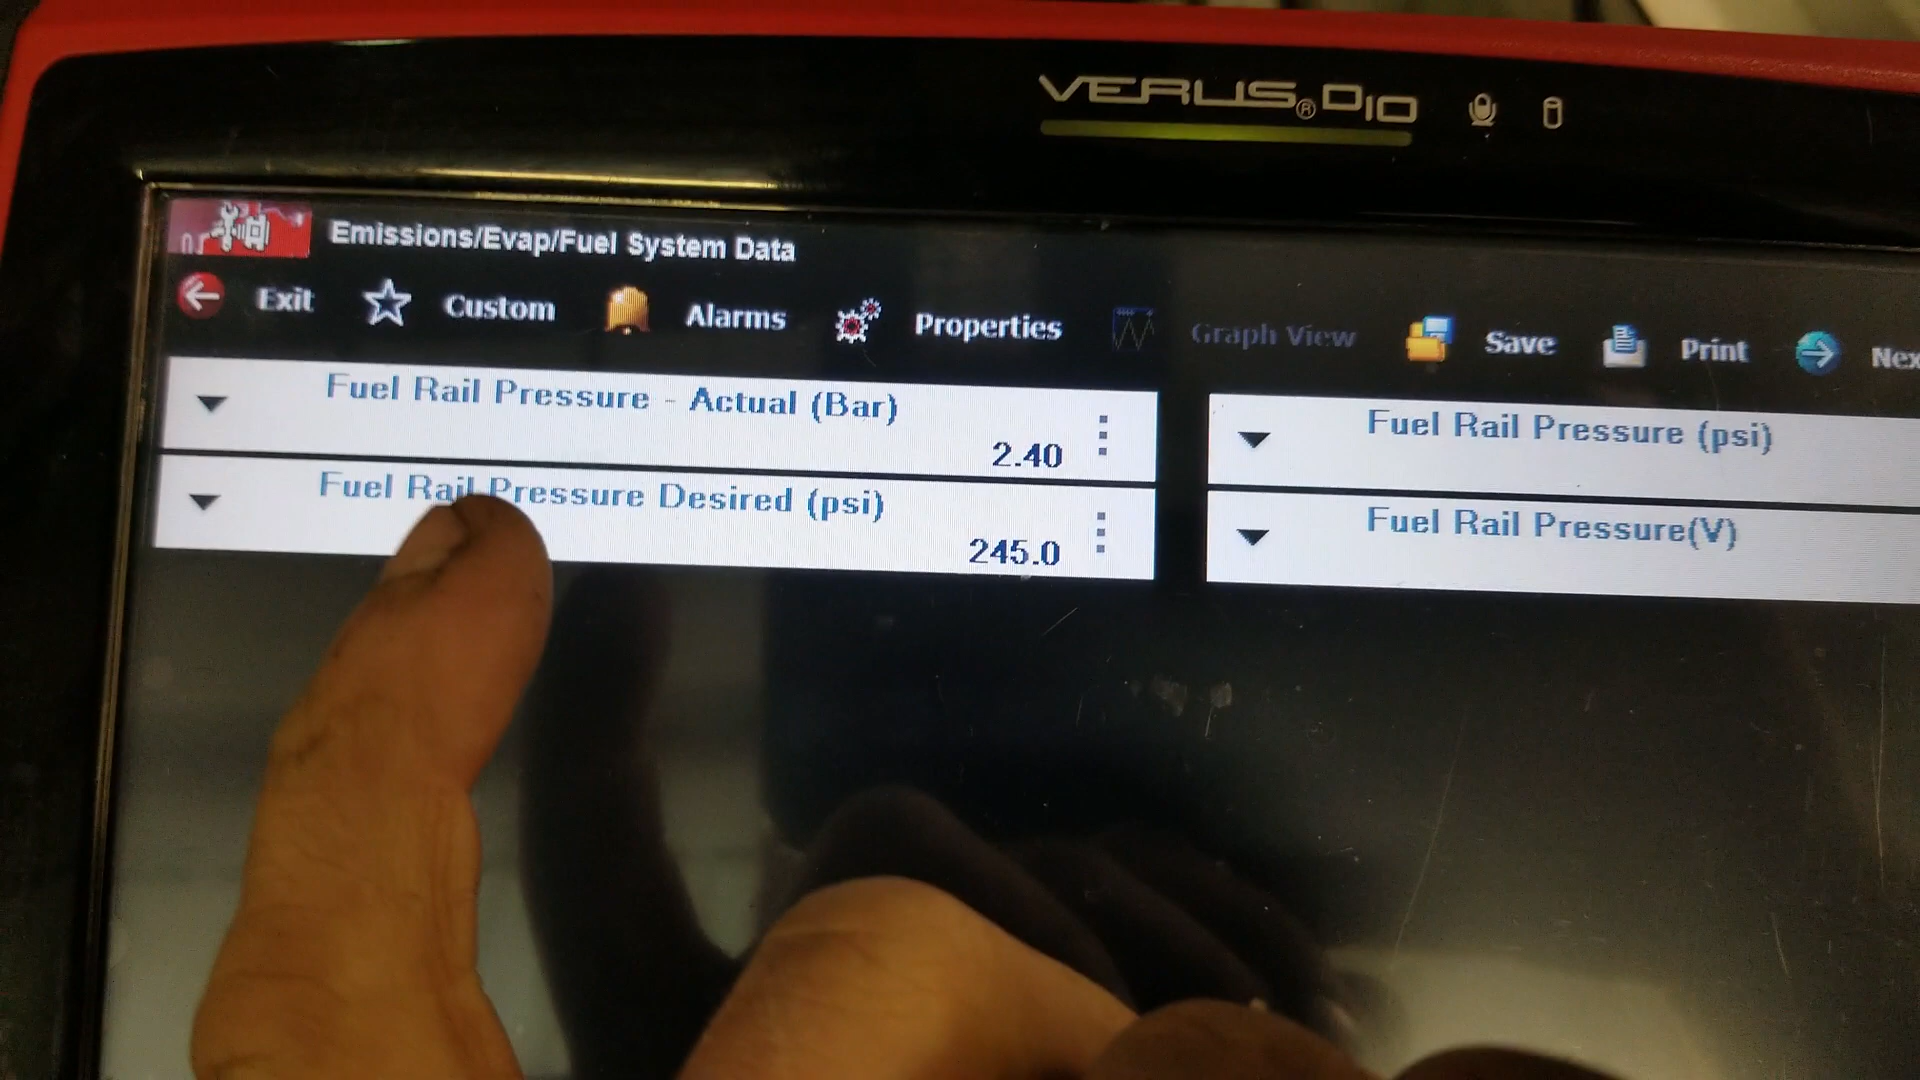 VERUS® D10
Emissions/Evap/Fuel System Data
Exit Custom Alarms Properties Graph View Save Print Nex
Fuel Rail Pressure - Actual (Bar)
2.40
Fuel Rail Pressure (psi)
Fuel Rail Pressure Desired (psi)
245.0
Fuel Rail Pressure(V)